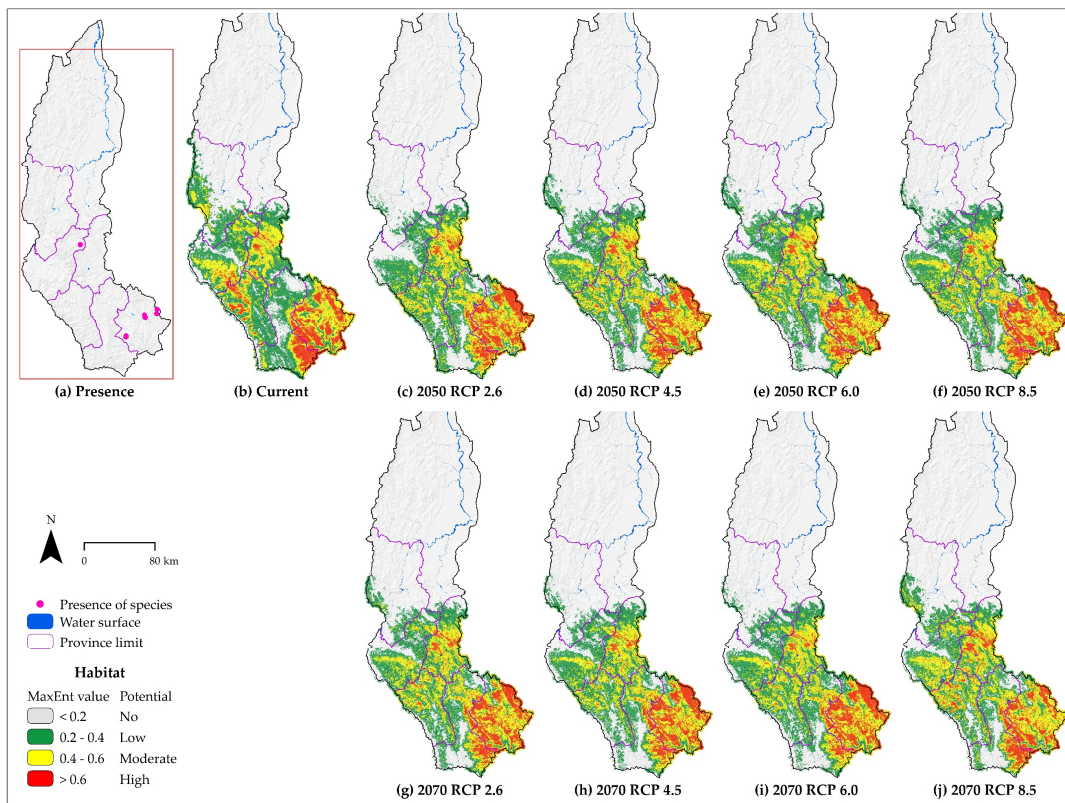 (a) Presence
(b) Current
(c) 2050 RCP 2.6
(d) 2050 RCP 4.5
(e) 2050 RCP 6.0
(f) 2050 RCP 8.5
N
0
80 km
Presence of species
Water surface
Province limit
Habitat
MaxEnt value Potential
< 0.2 No
0.2 - 0.4 Low
0.4 - 0.6 Moderate
> 0.6 High
(g) 2070 RCP 2.6
(h) 2070 RCP 4.5
(i) 2070 RCP 6.0
(j) 2070 RCP 8.5